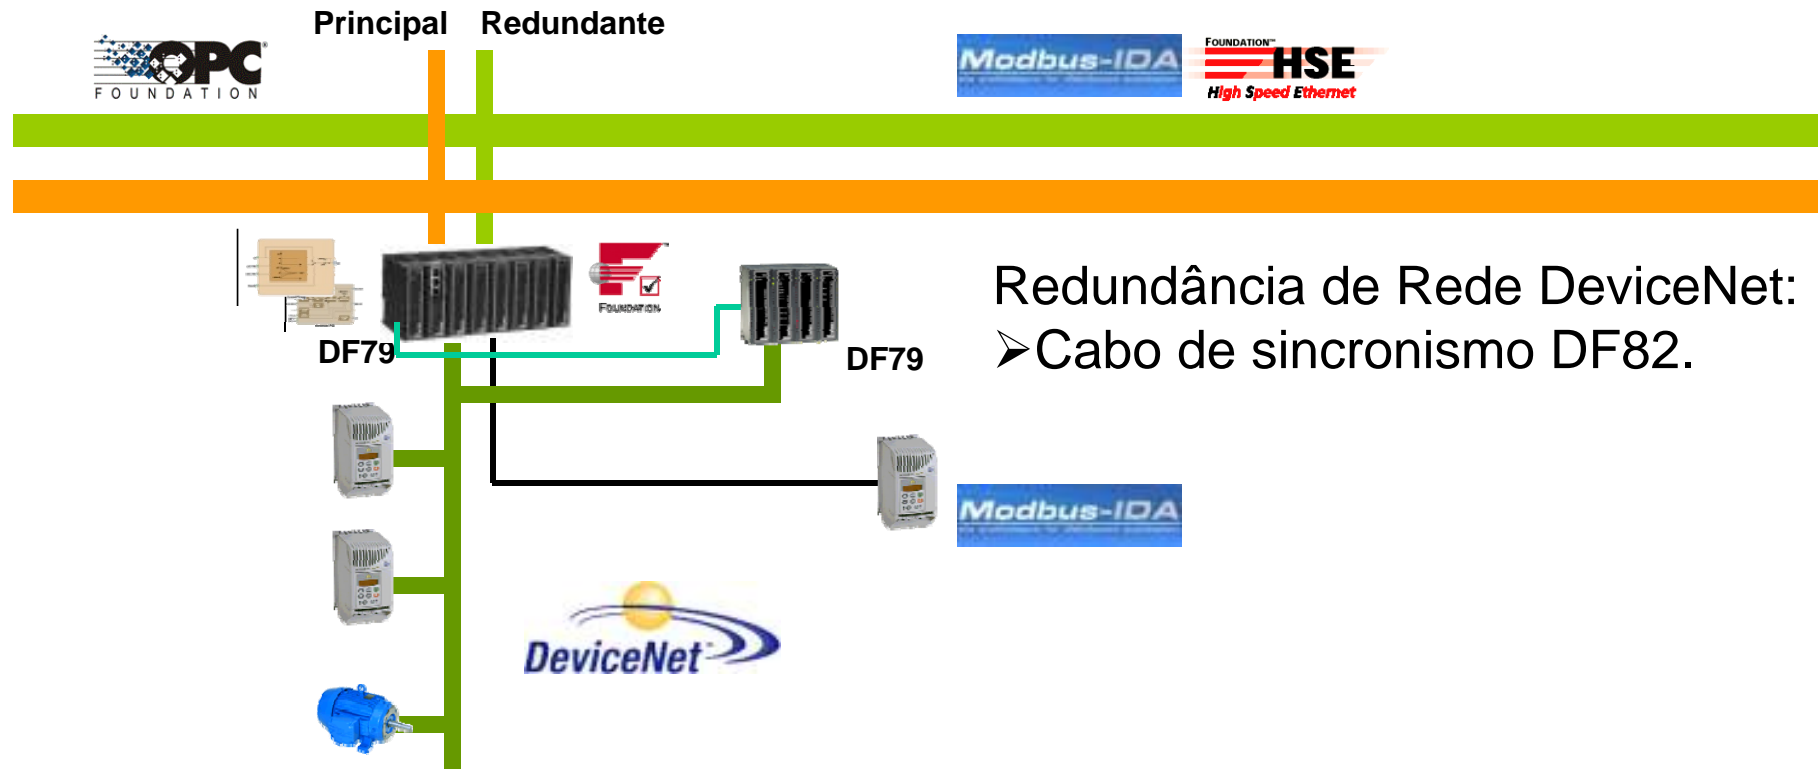 Principal Redundante
OPC
FOUNDATION
Modbus-IDA
FOUNDATION™
HSE
High Speed Ethernet
FOUNDATION
Redundância de Rede DeviceNet:
➢Cabo de sincronismo DF82.
DF79
DF79
Modbus-IDA
DeviceNet